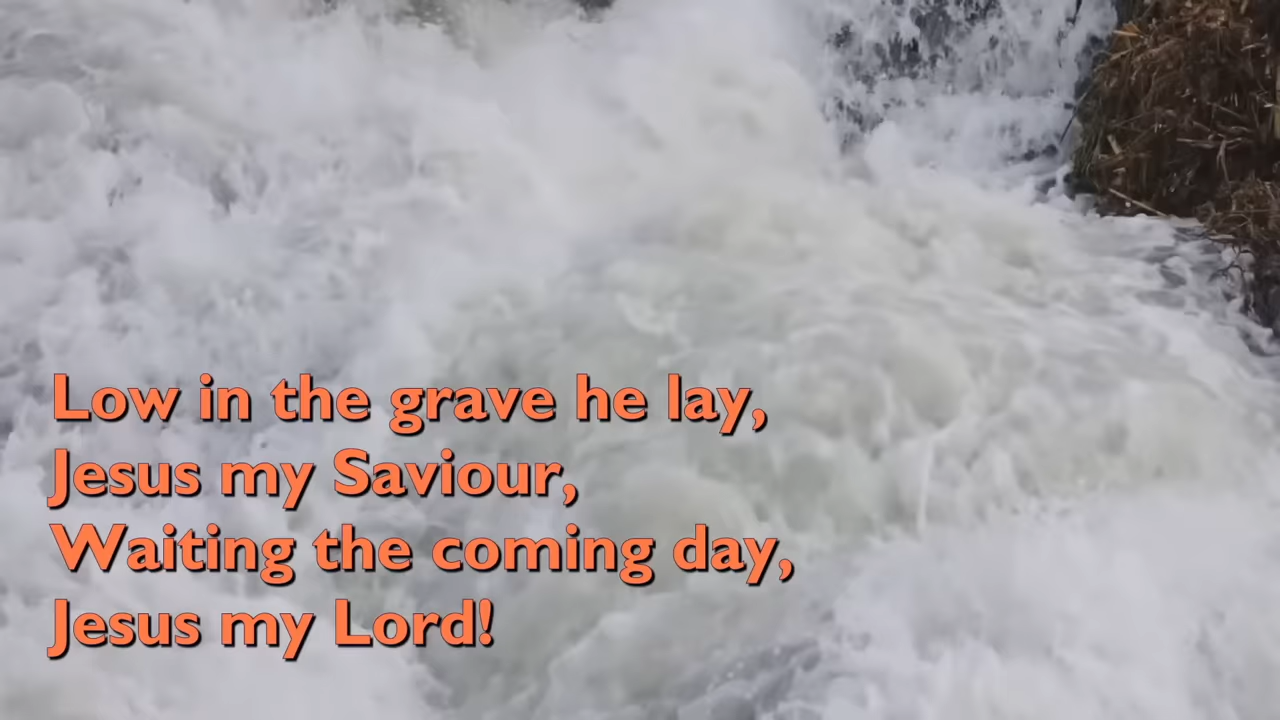 Low in the grave he lay,
Jesus my Saviour,
Waiting the coming day,
Jesus my Lord!